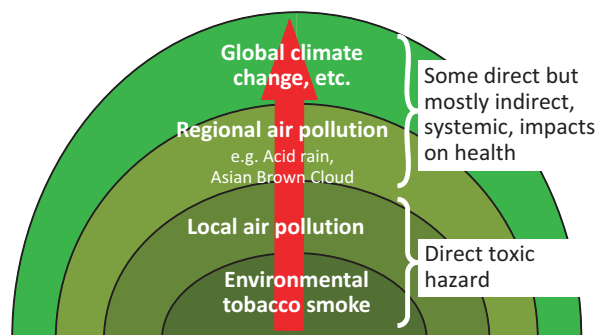 Global climate
change, etc.
Some direct but
mostly indirect,
systemic, impacts
on health
Regional air pollution
e.g. Acid rain,
Asian Brown Cloud
Local air pollution
Direct toxic
hazard
Environmental
tobacco smoke